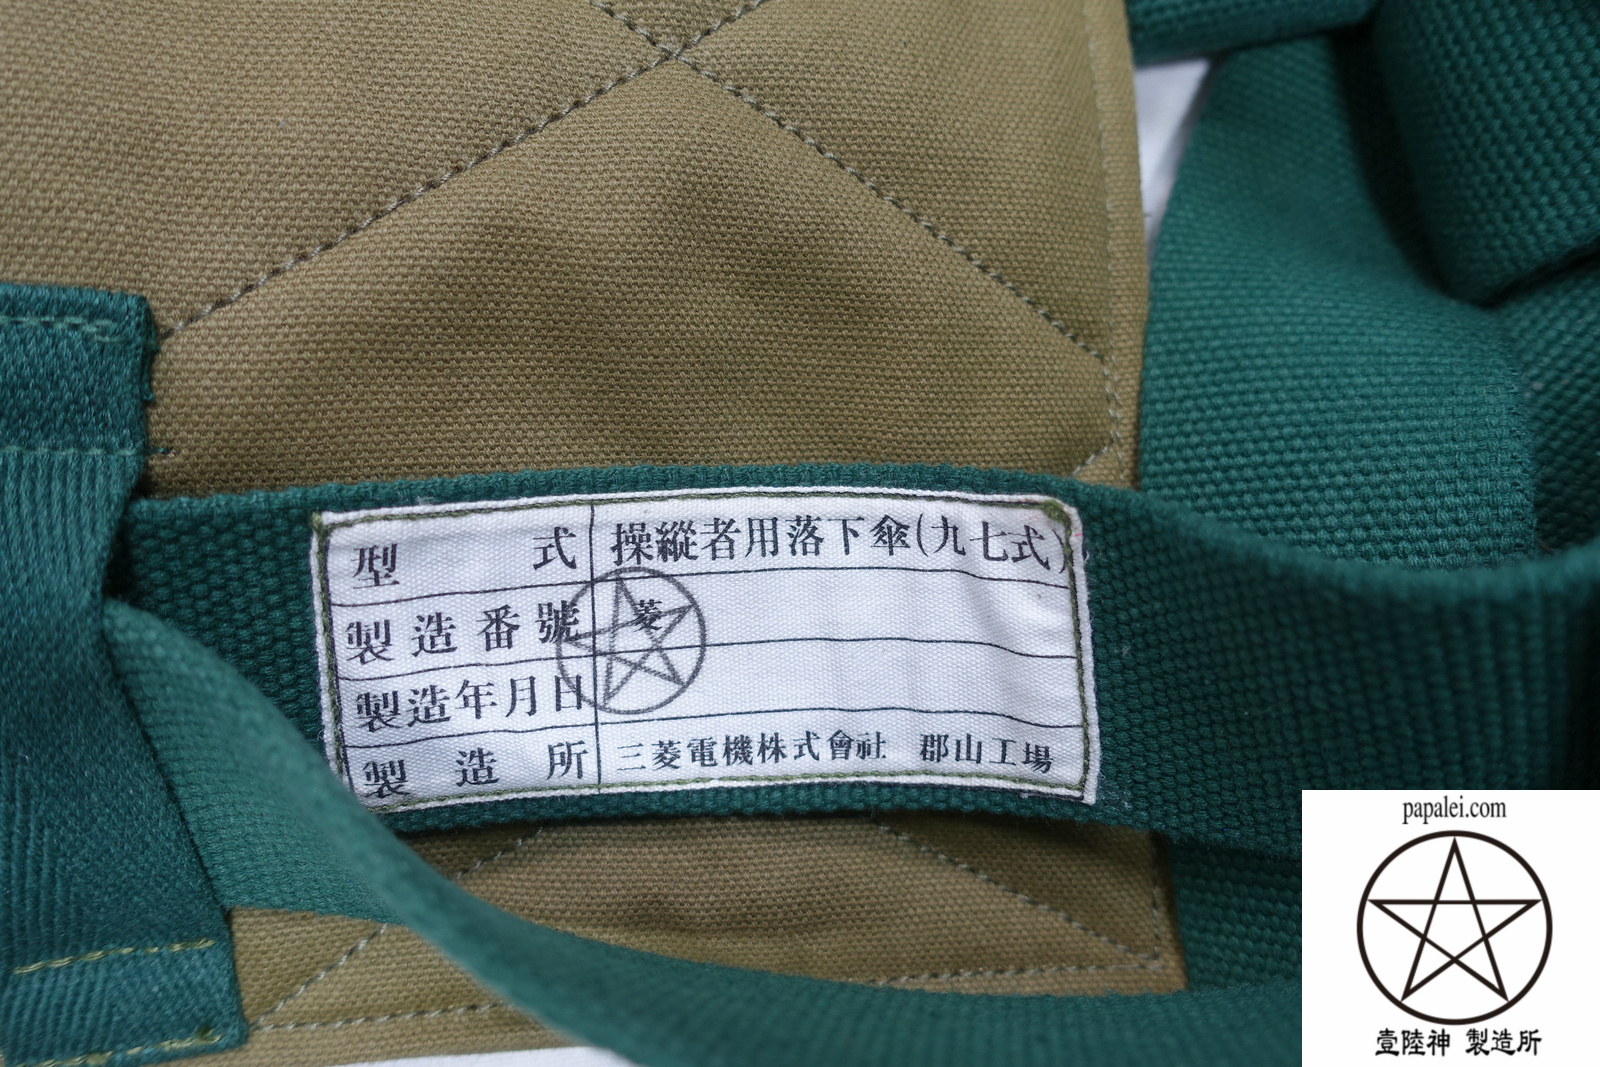 型式 操縱者用落下傘(九七式)
製造番號 菱
製造年月日
製造所 三菱電機株式會社 郡山工場
papalei.com
壹陸神 製造所